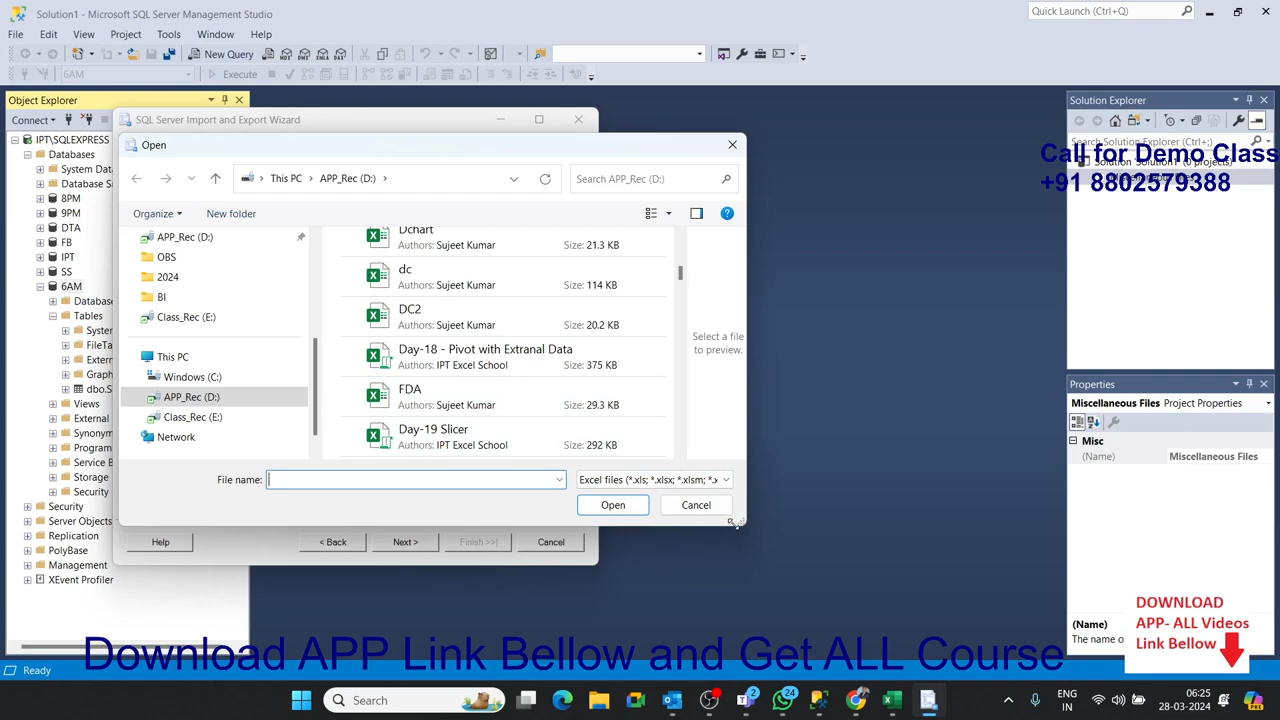 Solution1 - Microsoft SQL Server Management Studio
Quick Launch (Ctrl+Q)
File Edit View Project Tools Window Help
New Query
6AM
Execute
Object Explorer
Connect
IPT\SQLEXPRESS
Databases
System Data
Database S
8PM
9PM
DTA
FB
IPT
SS
6AM
Database
Tables
System
FileTa
Extern
Graph
dbo.S
Views
External
Synonym
Program
Service B
Storage
Security
Security
Server Objects
Replication
PolyBase
Management
XEvent Profiler
SQL Server Import and Export Wizard
Open
This PC > APP_Rec (D:) >
Search APP_Rec (D:)
Organize
New folder
APP_Rec (D:)
OBS
2024
BI
Class_Rec (E:)
This PC
Windows (C:)
APP_Rec (D:)
Class_Rec (E:)
Network
Dchart
Authors: Sujeet Kumar Size: 21.3 KB
dc
Authors: Sujeet Kumar Size: 114 KB
DC2
Authors: Sujeet Kumar Size: 20.2 KB
Day-18 - Pivot with Extranal Data
Authors: IPT Excel School Size: 375 KB
FDA
Authors: Sujeet Kumar Size: 29.3 KB
Day-19 Slicer
Authors: IPT Excel School Size: 292 KB
Select a file
to preview.
File name:
Excel files (*.xls; *.xlsx; *.xlsm; *.x
Open
Cancel
Help
< Back
Next >
Finish >>|
Cancel
Solution Explorer
Search Solution Explorer (Ctrl+;)
Call for Demo Class
+91 8802579388
Properties
Miscellaneous Files Project Properties
Misc
(Name) Miscellaneous Files
(Name)
The name o
DOWNLOAD
APP- ALL Videos
Link Bellow
Download APP Link Bellow and Get ALL Course
Ready
Search
2
24
ENG
IN
06:25
28-03-2024